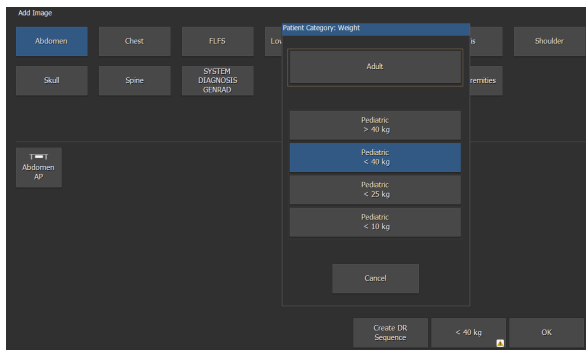 Add Image
Patient Category: Weight
Abdomen
Chest
FLFS
Adult
Shoulder
Skull
Spine
SYSTEM
DIAGNOSIS
GENRAD
Pediatric
> 40 kg
Abdomen
AP
Pediatric
< 40 kg
Pediatric
< 25 kg
Pediatric
< 10 kg
Cancel
Create DR
Sequence
< 40 kg
OK